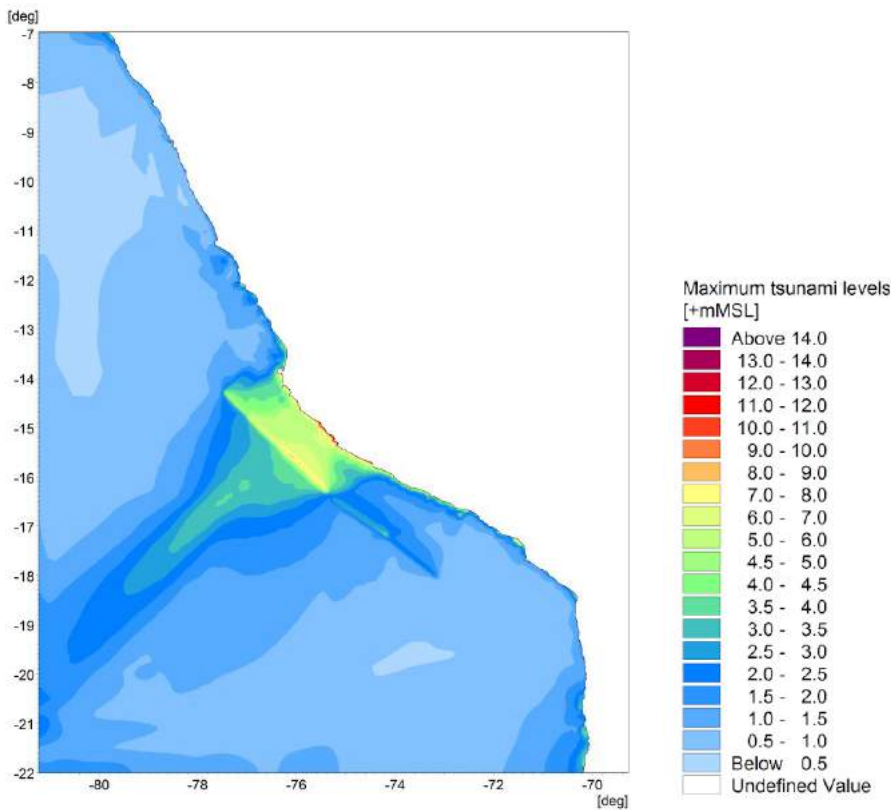 [deg]
-7
-8
-9
-10
-11
-12
-13
-14
-15
-16
-17
-18
-19
-20
-21
-22
-80
-78
-76
-74
-72
-70
[deg]
Maximum tsunami levels
[+mMSL]
Above 14.0
13.0 - 14.0
12.0 - 13.0
11.0 - 12.0
10.0 - 11.0
9.0 - 10.0
8.0 - 9.0
7.0 - 8.0
6.0 - 7.0
5.0 - 6.0
4.5 - 5.0
4.0 - 4.5
3.5 - 4.0
3.0 - 3.5
2.5 - 3.0
2.0 - 2.5
1.5 - 2.0
1.0 - 1.5
0.5 - 1.0
Below 0.5
Undefined Value